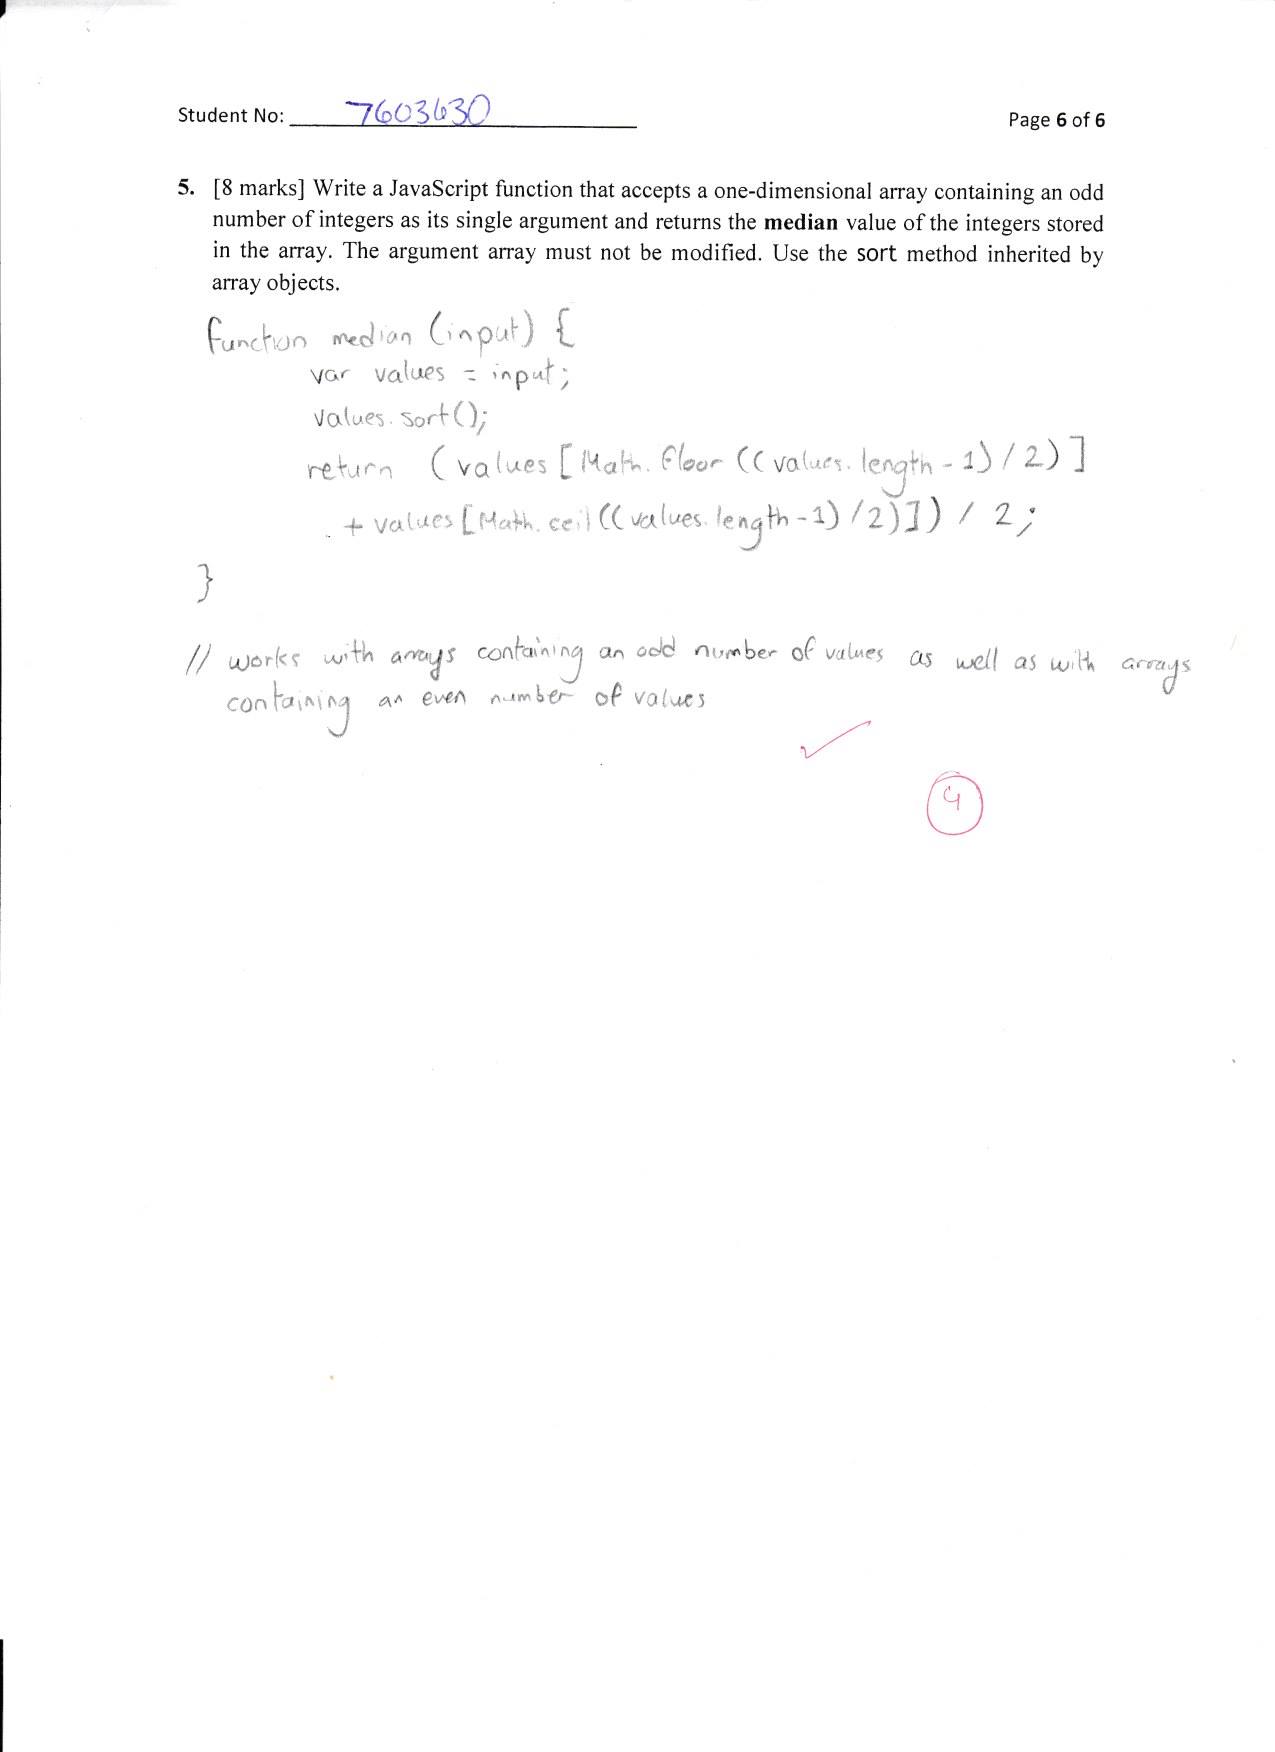 Student No: 7603630
Page 6 of 6
5. [8 marks] Write a JavaScript function that accepts a one-dimensional array containing an odd
number of integers as its single argument and returns the median value of the integers stored
in the array. The argument array must not be modified. Use the sort method inherited by
array objects.
function median (input) {
var values = input;
values.sort();
return (values [Math.floor ((values.length - 1) / 2)]
+ values [Math.ceil ((values.length - 1) / 2)]) / 2;
}
// works with arrays containing an odd number of values as well as with arrays
containing an even number of values
4